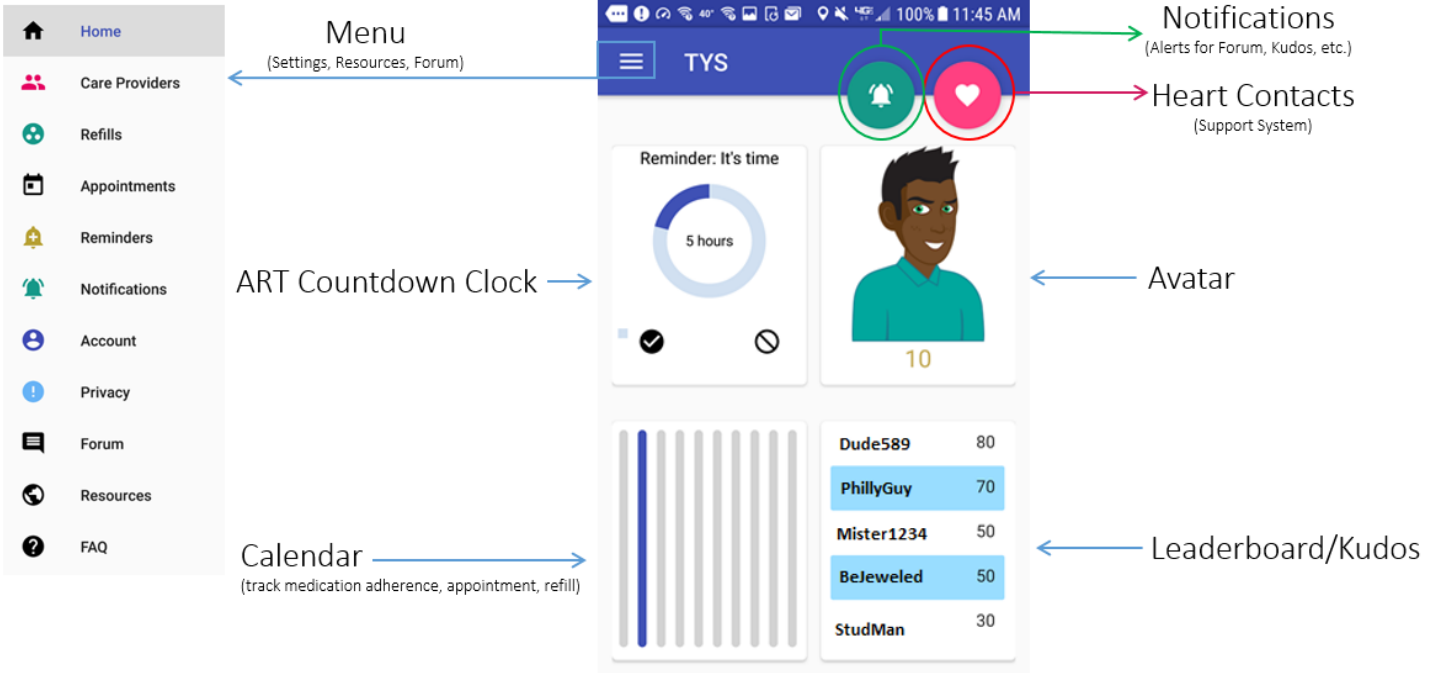 Home
Care Providers
Refills
Appointments
Reminders
Notifications
Account
Privacy
Forum
Resources
FAQ
Menu
(Settings, Resources, Forum)
ART Countdown Clock
Calendar
(track medication adherence, appointment, refill)
40° 4G 100% 11:45 AM
TYS
Reminder: It's time
5 hours
10
Dude589 80
PhillyGuy 70
Mister1234 50
BeJeweled 50
StudMan 30
Notifications
(Alerts for Forum, Kudos, etc.)
Heart Contacts
(Support System)
Avatar
Leaderboard/Kudos